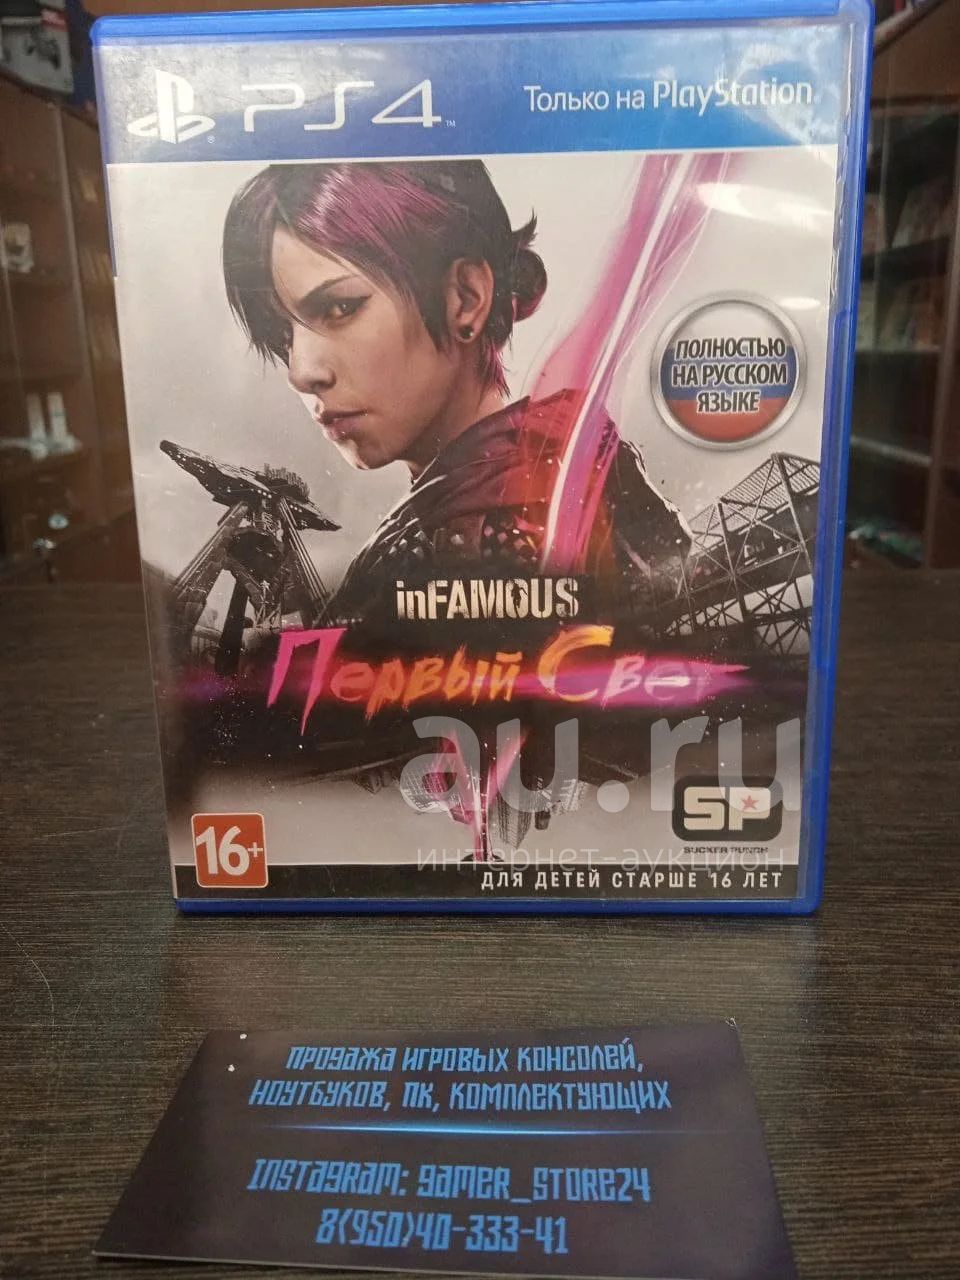 PS4™
Только на PlayStation®
ПОЛНОСТЬЮ
НА РУССКОМ
ЯЗЫКЕ
inFAMOUS
Первый Свет
au.ru
интернет-аукцион
SP
SUCKER PUNCH
16+
ДЛЯ ДЕТЕЙ СТАРШЕ 16 ЛЕТ
ПРОДАЖА ИГРОВЫХ КОНСОЛЕЙ,
НОУТБУКОВ, ПК, КОМПЛЕКТУЮЩИХ
INSTAGRAM: GAMER_STORE24
8(950)40-333-41